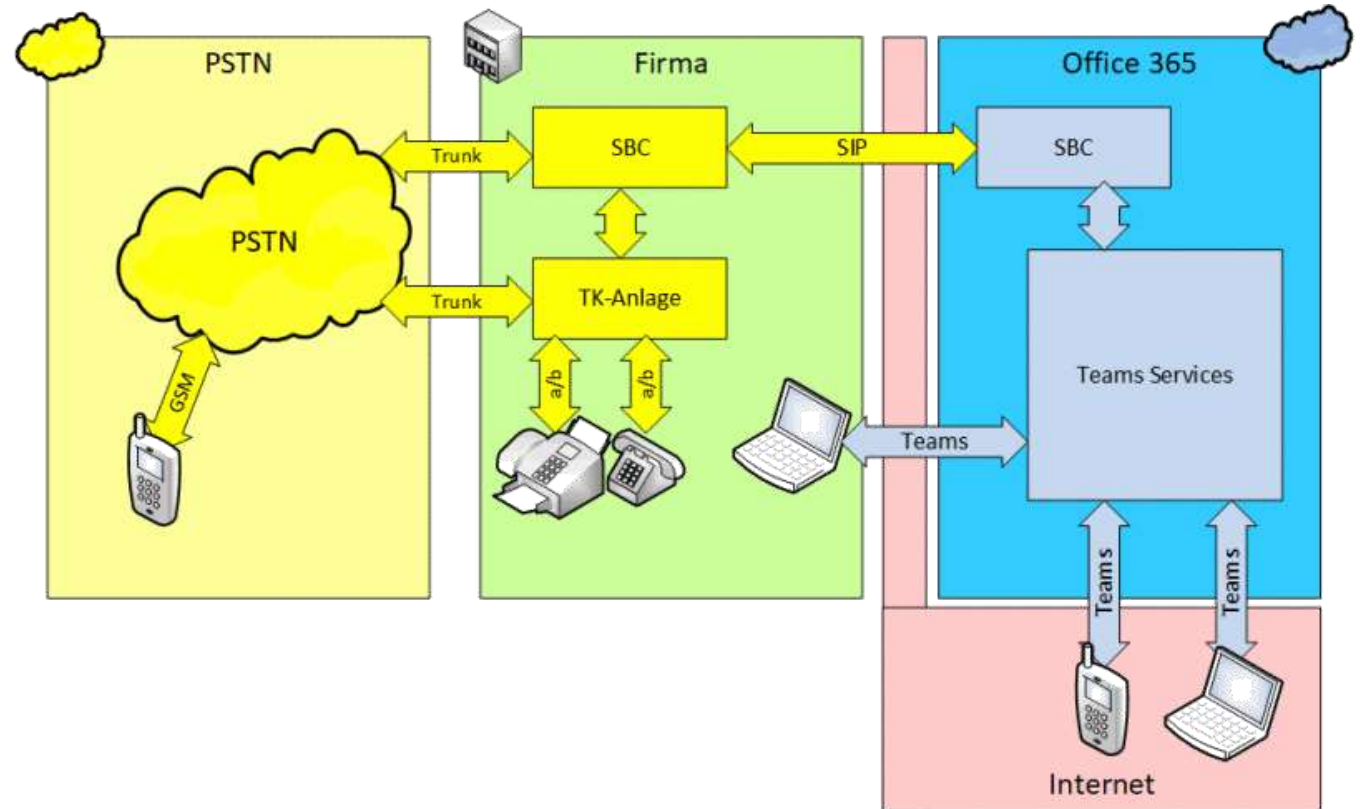 PSTN
Firma
Office 365
Trunk
SBC
SIP
SBC
PSTN
Trunk
TK-Anlage
Teams Services
GSM
a/b
a/b
Teams
Teams
Teams
Internet